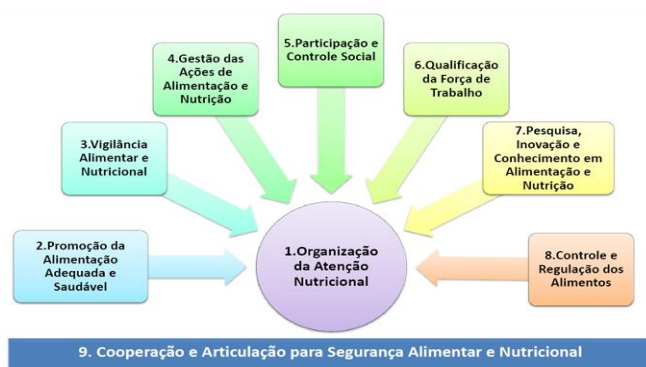 1.Organização
da Atenção
Nutricional
2.Promoção da
Alimentação
Adequada e
Saudável
3.Vigilância
Alimentar e
Nutricional
4.Gestão das
Ações de
Alimentação e
Nutrição
5.Participação e
Controle Social
6.Qualificação
da Força de
Trabalho
7.Pesquisa,
Inovação e
Conhecimento em
Alimentação e
Nutrição
8.Controle e
Regulação dos
Alimentos
9. Cooperação e Articulação para Segurança Alimentar e Nutricional